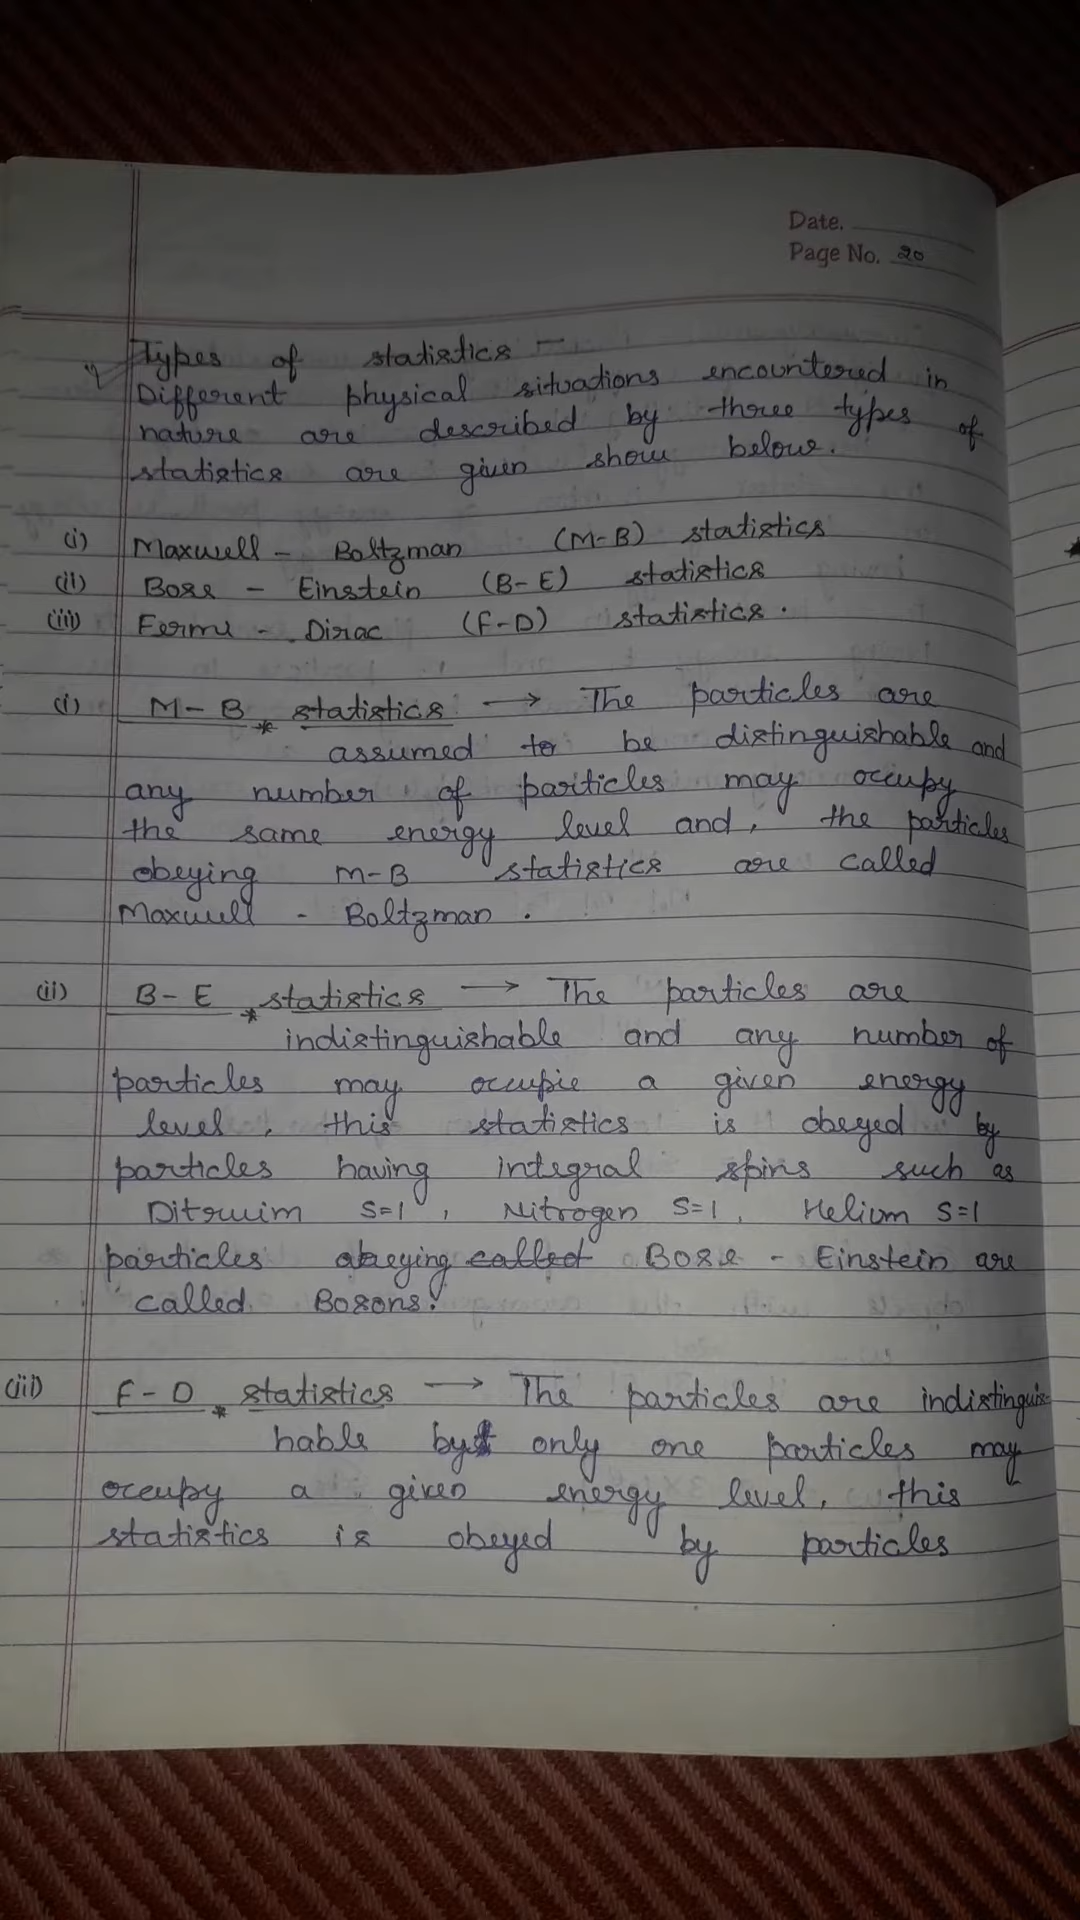 Date.
Page No. 20
Types of statistics -
Different physical situations encountered in
nature are described by three types of
statistics are given show below.
(i) Maxwell - Boltzman (M-B) statistics
(ii) Bose - Einstein (B-E) statistics
(iii) Fermi - Dirac (F-D) statistics.
(i) M-B statistics → The particles are
assumed to be distinguishable and
any number of particles may occupy
the same energy level and, the particles
obeying M-B statistics are called
Maxwell - Boltzman.
(ii) B-E statistics → The particles are
indistinguishable and any number of
particles may occupie a given energy
level, this statistics is obeyed by
particles having integral spins such as
Ditruim S=1, Nitrogen S=1, Helium S=1
particles obeying called Bose - Einstein are
called Bosons.
(iii) F-D statistics → The particles are indistinguis
hable by only one particles may
occupy a given energy level, this
statistics is obeyed by particles